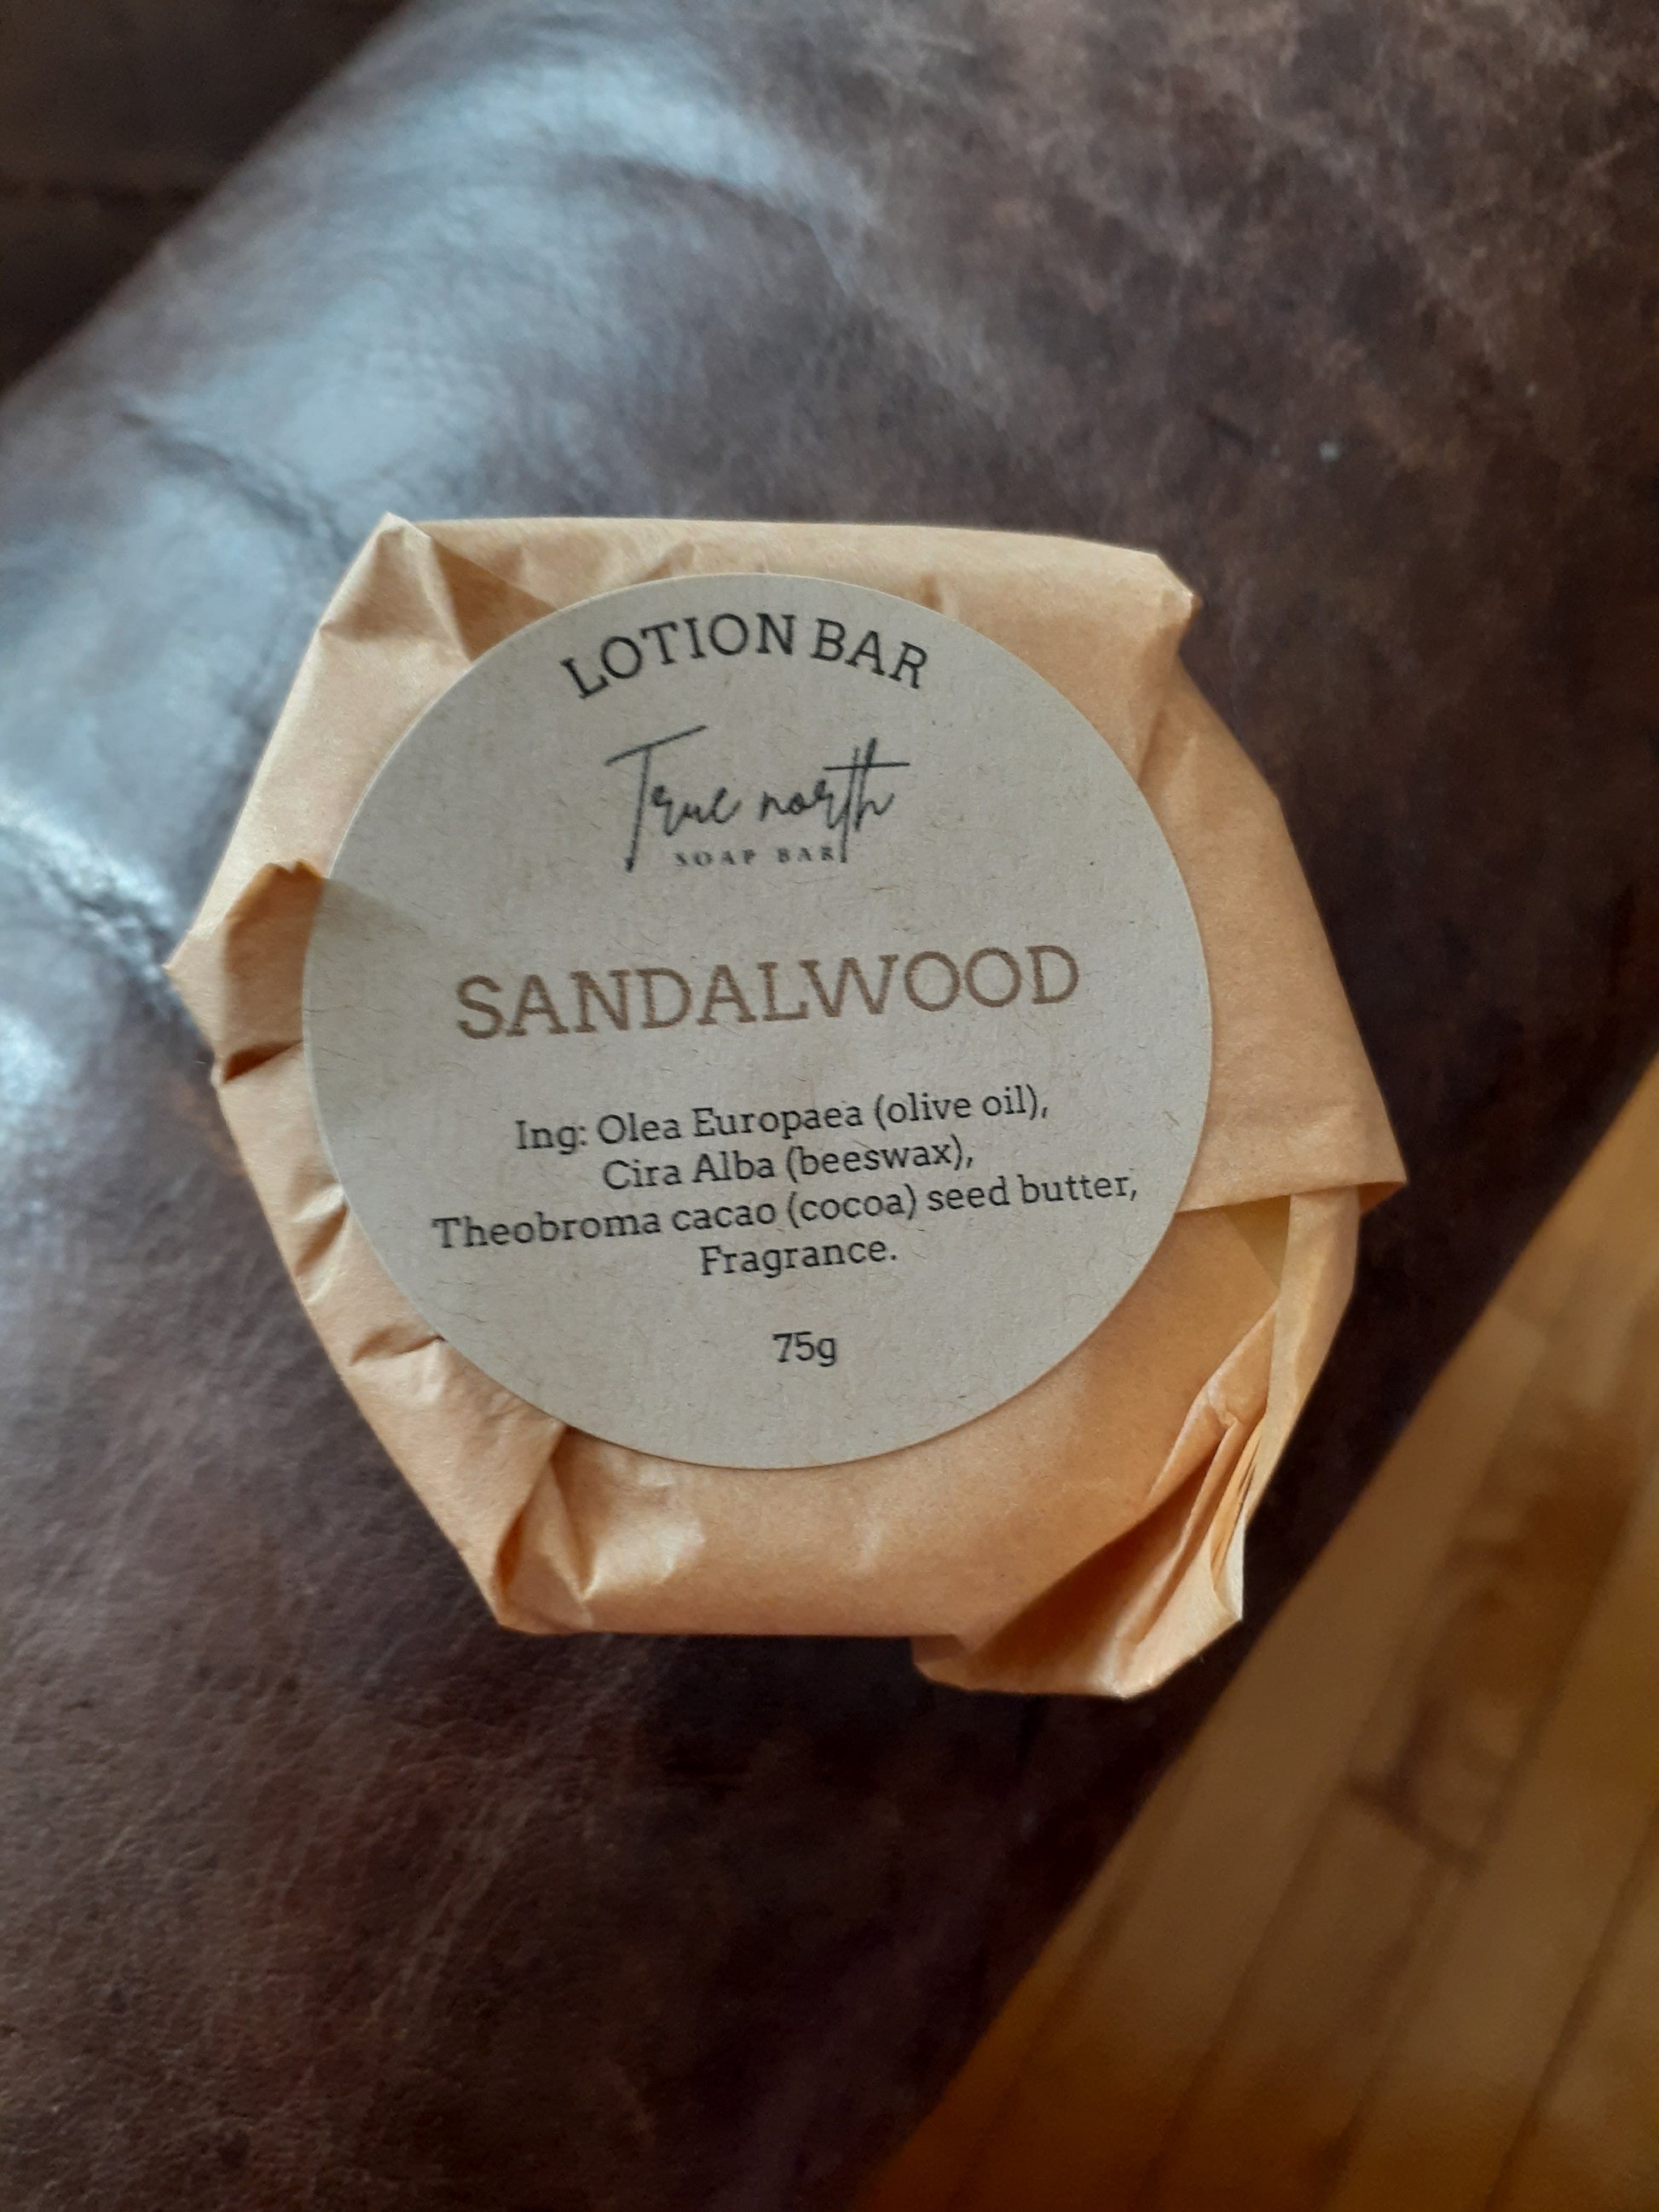 LOTION BAR
True north
SOAP BAR
SANDALWOOD
Ing: Olea Europaea (olive oil),
Cira Alba (beeswax),
Theobroma cacao (cocoa) seed butter,
Fragrance.
75g